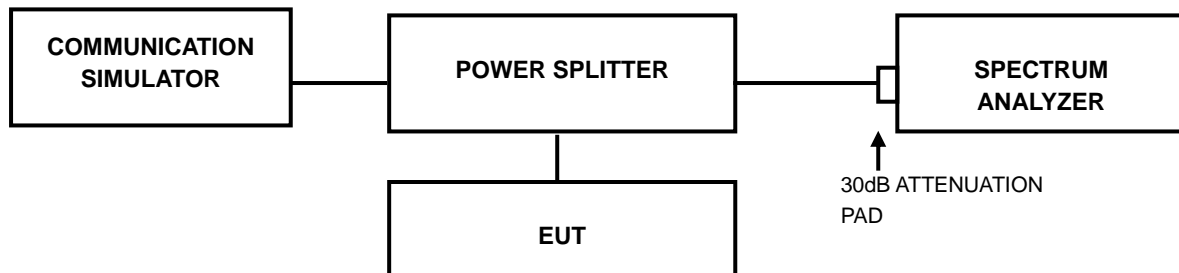 COMMUNICATION
SIMULATOR
POWER SPLITTER
SPECTRUM
ANALYZER
30dB ATTENUATION
PAD
EUT